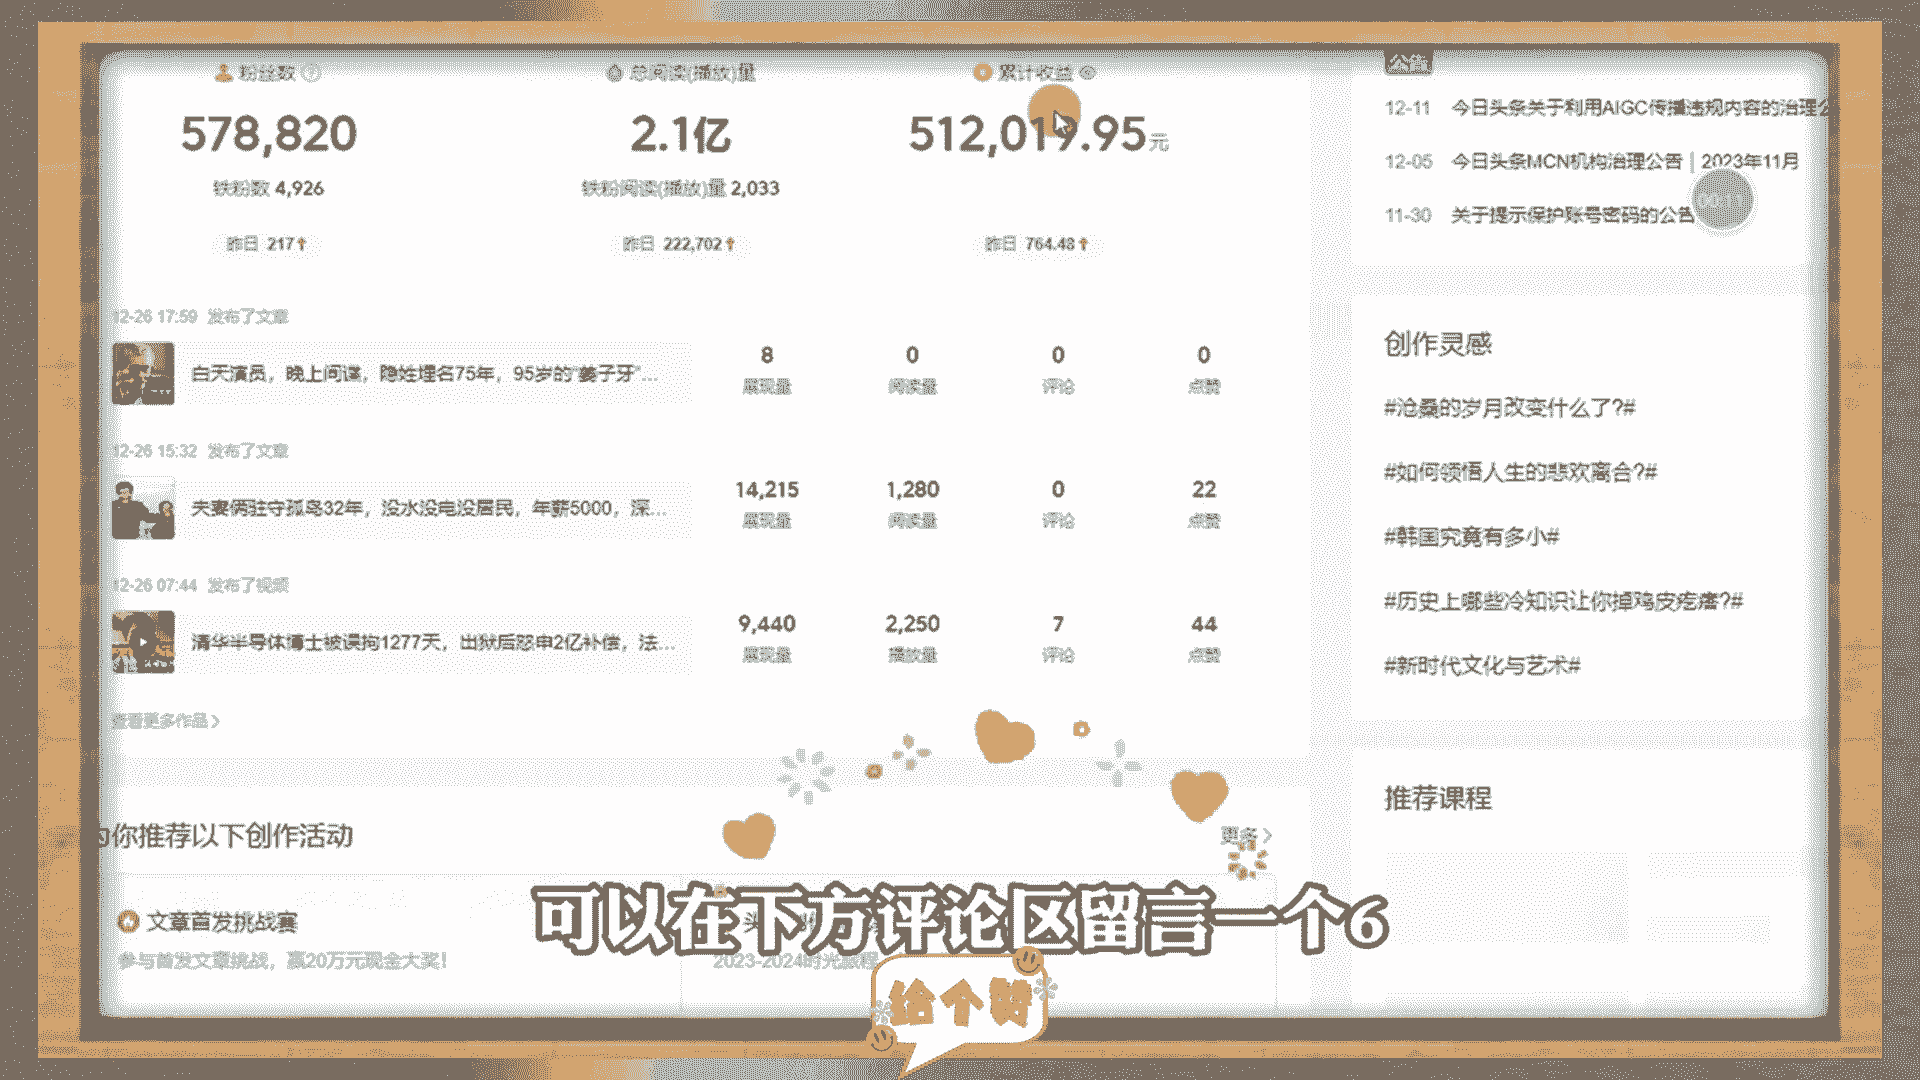 粉丝数
总阅读(播放)量
累计收益
578,820
2.1亿
512,019.95元
铁粉数 4,926
铁粉阅读(播放)量 2,033
昨日 217
昨日 222,702
昨日 764.48
公告
12-11 今日头条关于利用AIGC传播违规内容的治理公
12-05 今日头条MCN机构治理公告 | 2023年11月
11-30 关于提示保护账号密码的公告
00:11
12-26 17:59 发布了文章
白天演员，晚上间谍，隐姓埋名75年，95岁的“姜子牙”...
8 0 0 0
展现量 阅读量 评论 点赞
12-26 15:32 发布了文章
夫妻俩驻守孤岛32年，没水没电没居民，年薪5000，深...
14,215 1,280 0 22
展现量 阅读量 评论 点赞
12-26 07:44 发布了视频
清华半导体博士被误拘1277天，出狱后怒申2亿补偿，法...
9,440 2,250 7 44
展现量 播放量 评论 点赞
查看更多作品
创作灵感
#沧桑的岁月改变什么了?#
#如何领悟人生的悲欢离合?#
#韩国究竟有多小#
#历史上哪些冷知识让你掉鸡皮疙瘩?#
#新时代文化与艺术#
推荐课程
为你推荐以下创作活动
更多
文章首发挑战赛
参与首发文章挑战，赢20万元现金大奖！
2023-2024时光旅程
可以在下方评论区留言一个6
给个赞